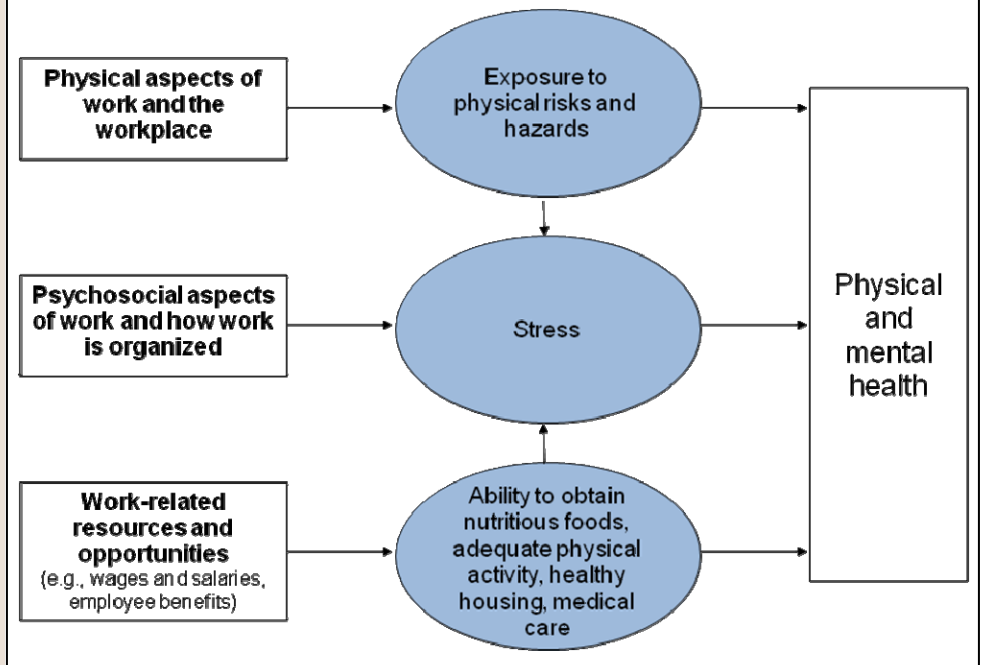 Physical aspects of
work and the
workplace
Exposure to
physical risks and
hazards
Psychosocial aspects
of work and how work
is organized
Stress
Physical
and
mental
health
Work-related
resources and
opportunities
(e.g., wages and salaries,
employee benefits)
Ability to obtain
nutritious foods,
adequate physical
activity, healthy
housing, medical
care